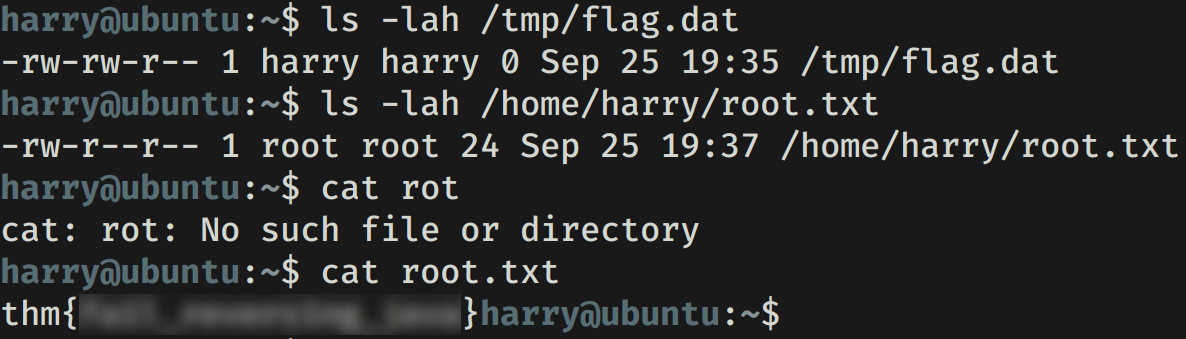 harry@ubuntu:~$ ls -lah /tmp/flag.dat
-rw-rw-r-- 1 harry harry 0 Sep 25 19:35 /tmp/flag.dat
harry@ubuntu:~$ ls -lah /home/harry/root.txt
-rw-r--r-- 1 root root 24 Sep 25 19:37 /home/harry/root.txt
harry@ubuntu:~$ cat rot
cat: rot: No such file or directory
harry@ubuntu:~$ cat root.txt
thm{}harry@ubuntu:~$